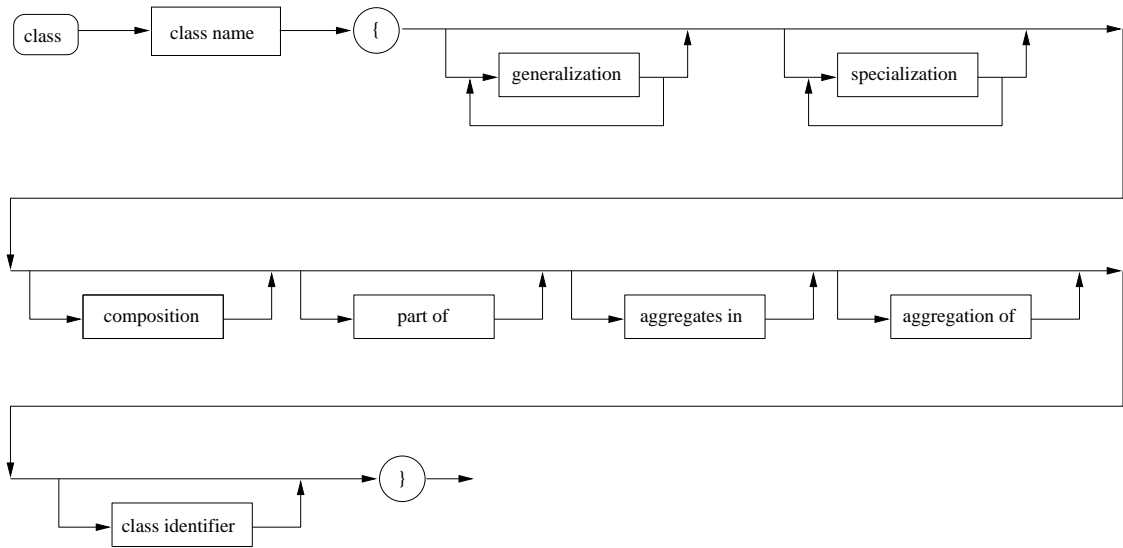 class
class name
{
generalization
specialization
composition
part of
aggregates in
aggregation of
class identifier
}